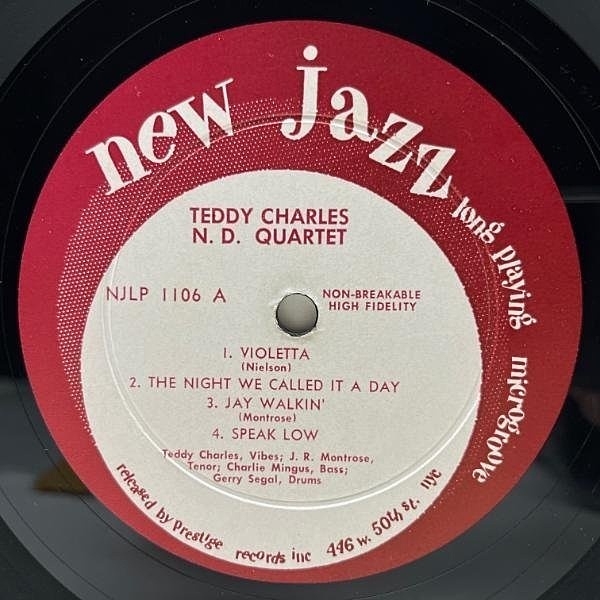 new jazz
long playing microgroove
TEDDY CHARLES
N. D. QUARTET
NJLP 1106 A
NON-BREAKABLE
HIGH FIDELITY
1. VIOLETTA
(Nielson)
2. THE NIGHT WE CALLED IT A DAY
3. JAY WALKIN'
(Montrose)
4. SPEAK LOW
Teddy Charles, Vibes; J. R. Montrose,
Tenor; Charlie Mingus, Bass;
Gerry Segal, Drums
released by Prestige records inc 446 w. 50th st. nyc